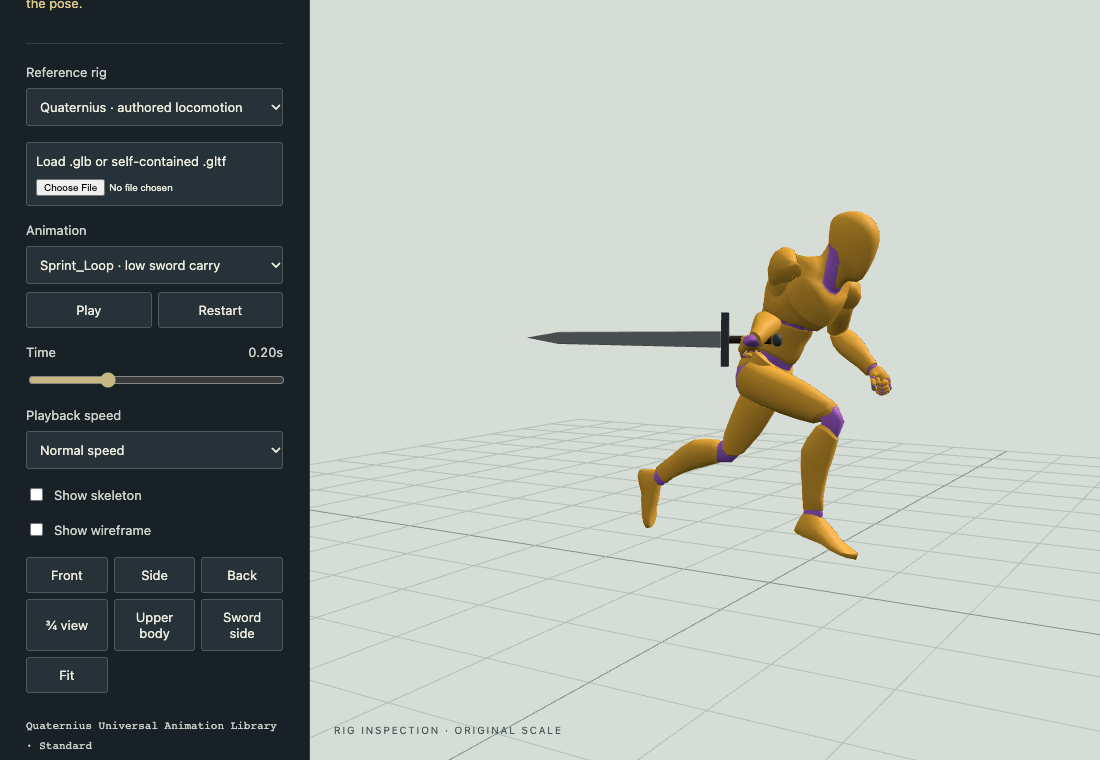 the pose.
Reference rig
Quaternius · authored locomotion
Load .glb or self-contained .gltf
Choose File No file chosen
Animation
Sprint_Loop · low sword carry
Play Restart
Time 0.20s
Playback speed
Normal speed
Show skeleton
Show wireframe
Front Side Back
¾ view Upper body Sword side
Fit
Quaternius Universal Animation Library
· Standard
RIG INSPECTION · ORIGINAL SCALE